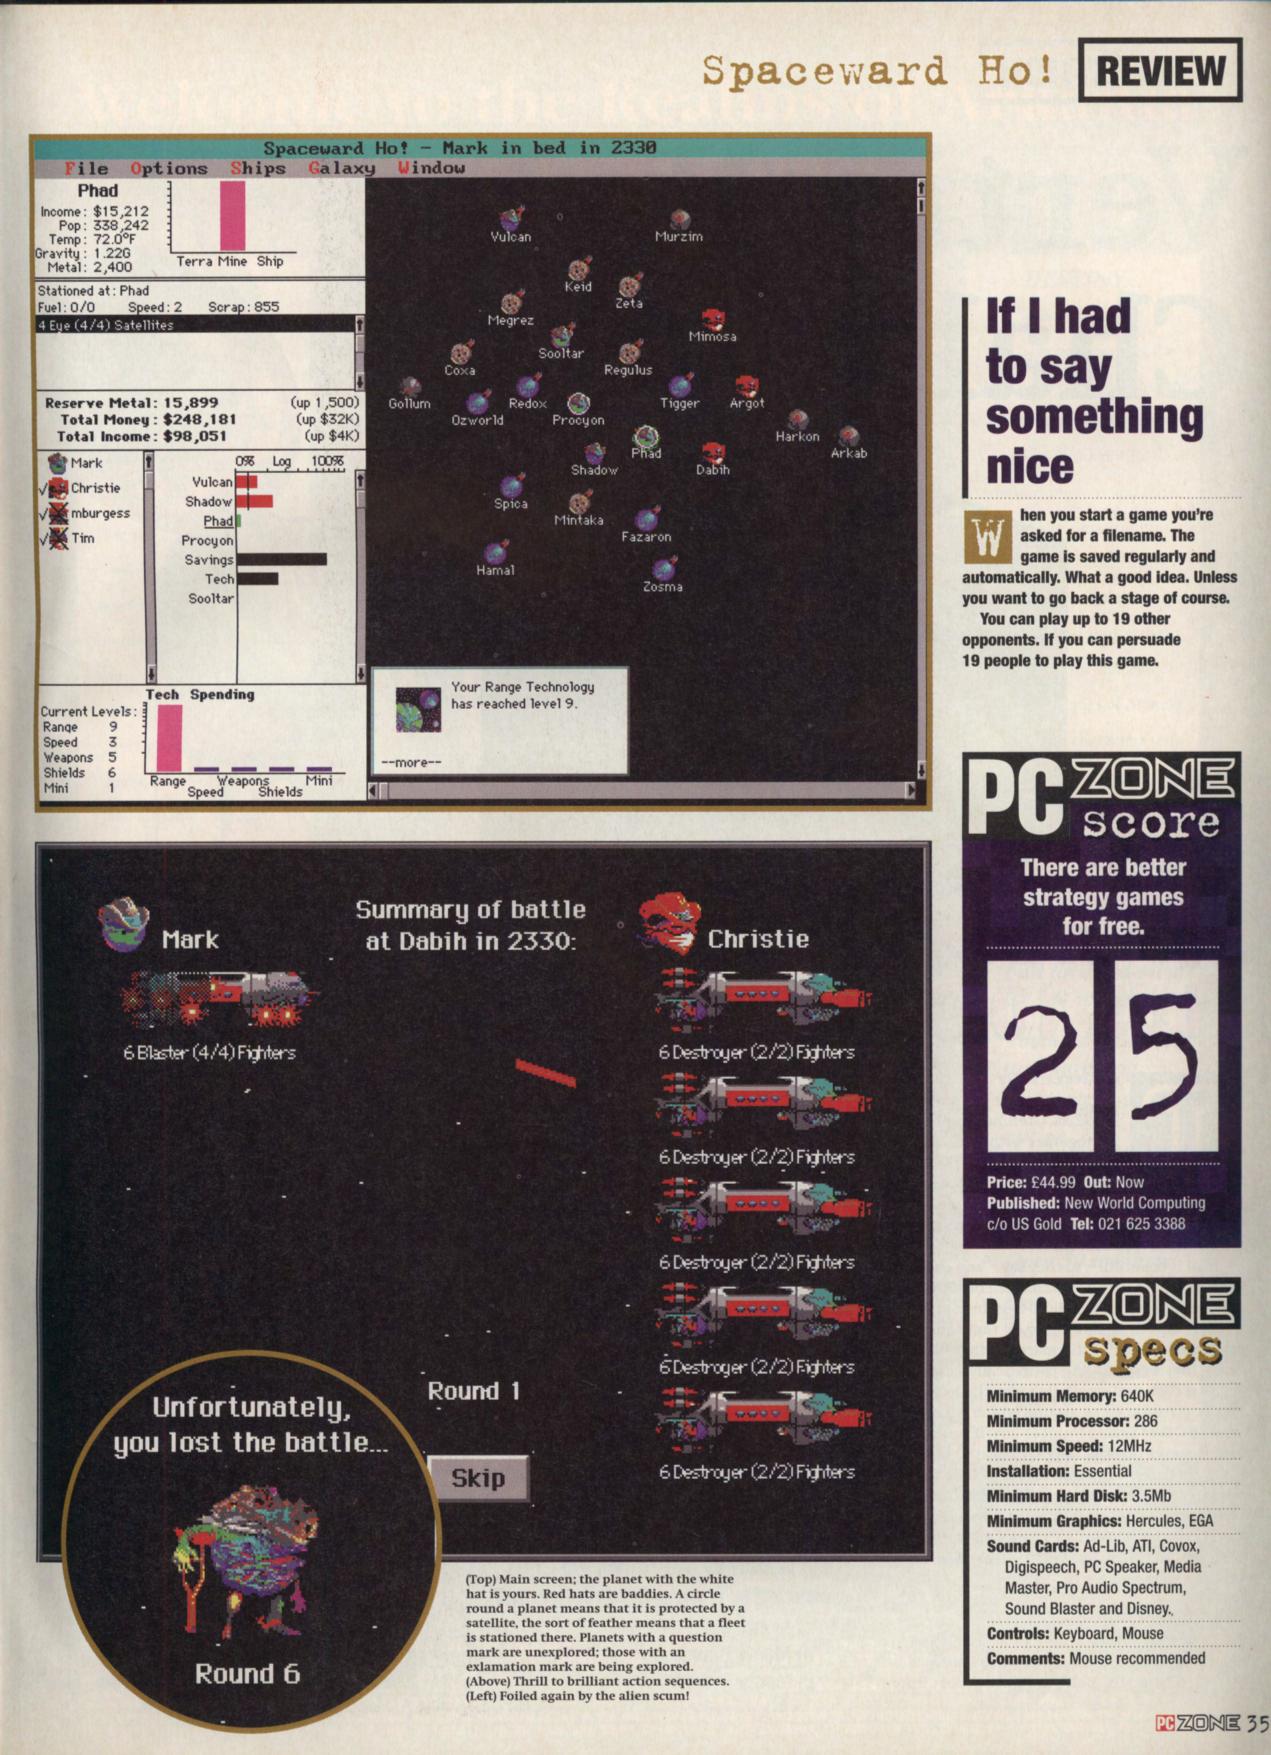 Spaceward Ho! REVIEW
Spaceward Ho! - Mark in bed in 2330
File Options Ships Galaxy Window
Phad
Income: $15,212
Pop: 338,242
Temp: 72.0°F
Gravity: 1.22G
Metal: 2,400
Terra Mine Ship
Stationed at: Phad
Fuel: 0/0 Speed: 2 Scrap: 855
4 Eye (4/4) Satellites
Reserve Metal: 15,899 (up 1,500)
Total Money: $248,181 (up $32K)
Total Income: $98,051 (up $4K)
Mark
Christie
mburgess
Tim
0% Log 100%
Vulcan
Shadow
Phad
Procyon
Savings
Tech
Sooltar
Tech Spending
Current Levels:
Range 9
Speed 3
Weapons 5
Shields 6
Mini 1
Range Weapons Mini
Speed Shields
Vulcan
Murzim
Keid
Zeta
Megrez
Mimosa
Sooltar
Coxa
Regulus
Gollum
Redox
Tigger
Argot
Ozworld
Procyon
Harkon
Phad
Arkab
Shadow
Dabih
Spica
Mintaka
Fazaron
Hamal
Zosma
Your Range Technology
has reached level 9.
--more--
Mark
Summary of battle
at Dabih in 2330:
Christie
6 Blaster (4/4) Fighters
6 Destroyer (2/2) Fighters
6 Destroyer (2/2) Fighters
6 Destroyer (2/2) Fighters
6 Destroyer (2/2) Fighters
6 Destroyer (2/2) Fighters
Round 1
Skip
Unfortunately,
you lost the battle...
Round 6
(Top) Main screen; the planet with the white
hat is yours. Red hats are baddies. A circle
round a planet means that it is protected by a
satellite, the sort of feather means that a fleet
is stationed there. Planets with a question
mark are unexplored; those with an
exlamation mark are being explored.
(Above) Thrill to brilliant action sequences.
(Left) Foiled again by the alien scum!
If I had
to say
something
nice
When you start a game you're
asked for a filename. The
game is saved regularly and
automatically. What a good idea. Unless
you want to go back a stage of course.
You can play up to 19 other
opponents. If you can persuade
19 people to play this game.
PC ZONE
score
There are better
strategy games
for free.
25
Price: £44.99 Out: Now
Published: New World Computing
c/o US Gold Tel: 021 625 3388
PC ZONE
specs
Minimum Memory: 640K
Minimum Processor: 286
Minimum Speed: 12MHz
Installation: Essential
Minimum Hard Disk: 3.5Mb
Minimum Graphics: Hercules, EGA
Sound Cards: Ad-Lib, ATI, Covox,
Digispeech, PC Speaker, Media
Master, Pro Audio Spectrum,
Sound Blaster and Disney.
Controls: Keyboard, Mouse
Comments: Mouse recommended
PC ZONE 35